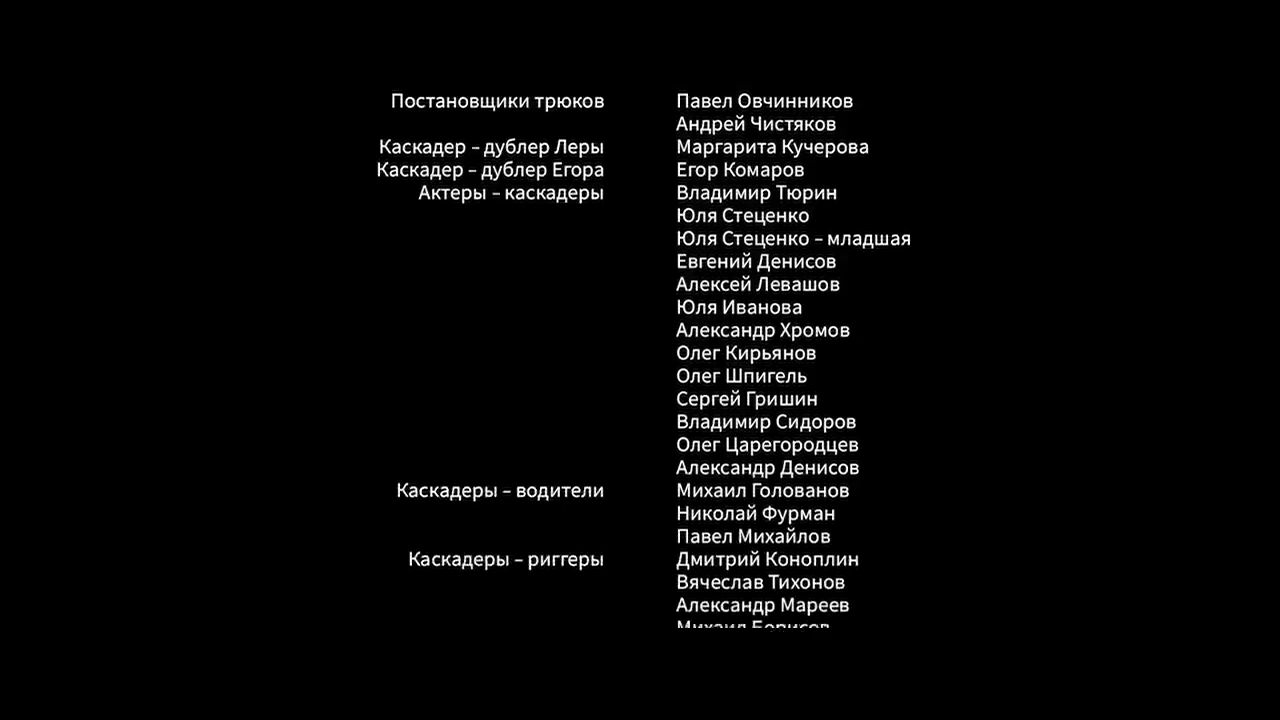 Постановщики трюков Павел Овчинников
Андрей Чистяков
Каскадер – дублер Леры Маргарита Кучерова
Каскадер – дублер Егора Егор Комаров
Актеры – каскадеры Владимир Тюрин
Юля Стеценко
Юля Стеценко – младшая
Евгений Денисов
Алексей Левашов
Юля Иванова
Александр Хромов
Олег Кирьянов
Олег Шпигель
Сергей Гришин
Владимир Сидоров
Олег Царегородцев
Александр Денисов
Каскадеры – водители Михаил Голованов
Николай Фурман
Павел Михайлов
Каскадеры – риггеры Дмитрий Коноплин
Вячеслав Тихонов
Александр Мареев
Михаил Борисов